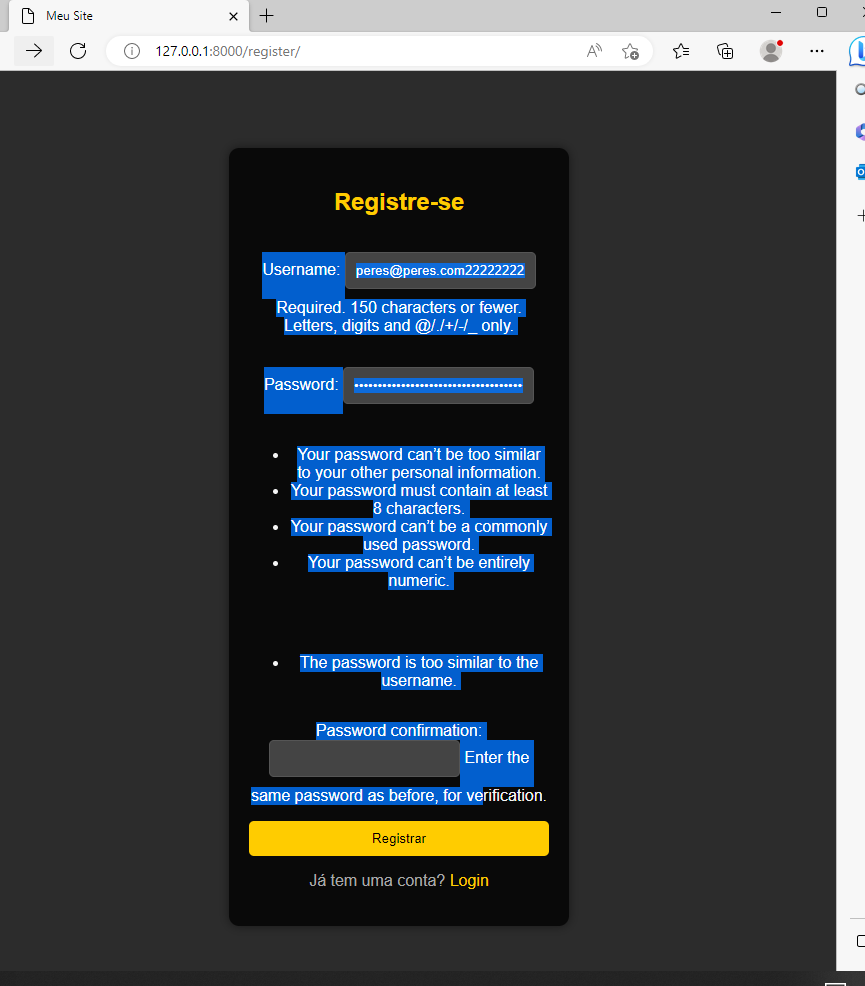 Meu Site
127.0.0.1:8000/register/
Registre-se
Username: peres@peres.com22222222
Required. 150 characters or fewer.
Letters, digits and @/./+/-/_ only.
Password: ••••••••••••••••••••••••••••••••••••
Your password can’t be too similar
to your other personal information.
Your password must contain at least
8 characters.
Your password can’t be a commonly
used password.
Your password can’t be entirely
numeric.
The password is too similar to the
username.
Password confirmation:
Enter the
same password as before, for verification.
Registrar
Já tem uma conta? Login